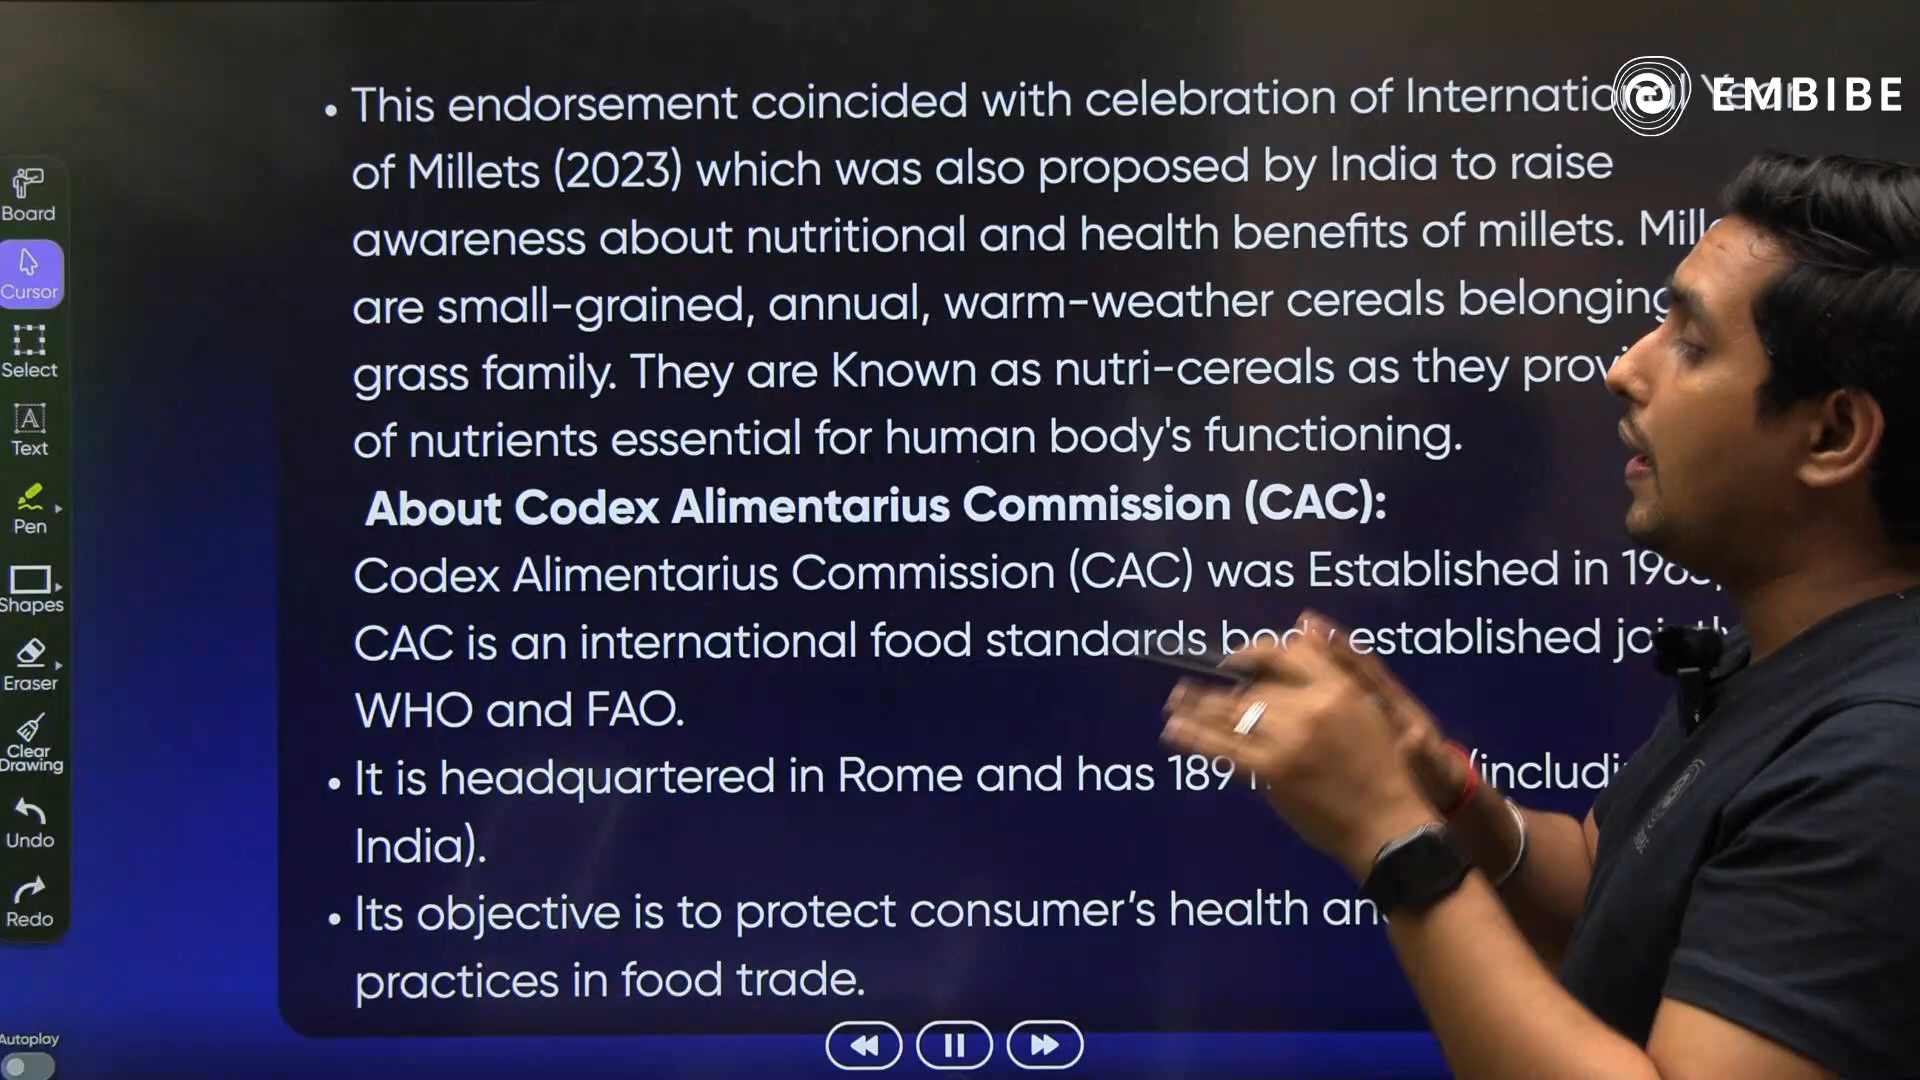 EMBIBE
• This endorsement coincided with celebration of International Year
of Millets (2023) which was also proposed by India to raise
awareness about nutritional and health benefits of millets.
are small-grained, annual, warm-weather cereals belonging
grass family. They are Known as nutri-cereals as they
of nutrients essential for human body's functioning.
About Codex Alimentarius Commission (CAC):
Codex Alimentarius Commission (CAC) was Established in
CAC is an international food standards body established
WHO and FAO.
• It is headquartered in Rome and has 189
India).
• Its objective is to protect consumer's health
practices in food trade.
Board
Cursor
Select
Text
Pen
Shapes
Eraser
Clear
Drawing
Undo
Redo
Autoplay